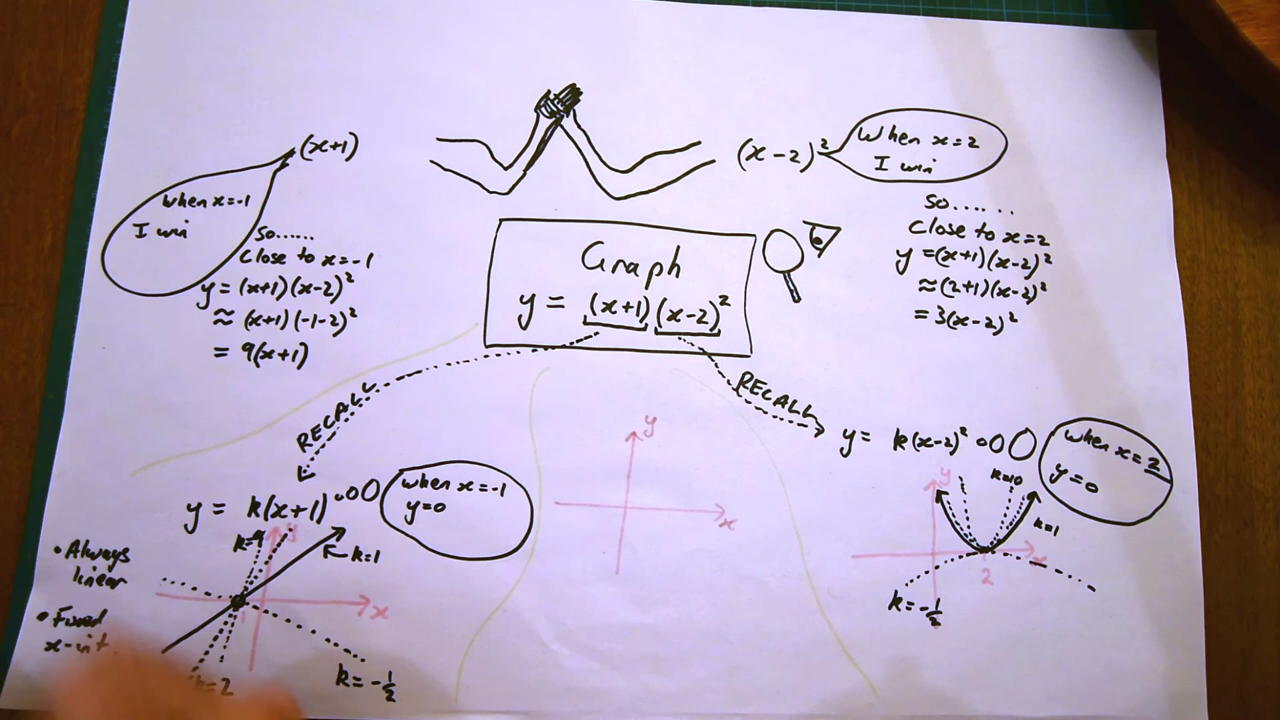 (x+1)
When x=-1
I win
So......
Close to x=-1
y=(x+1)(x-2)²
≈(x+1)(-1-2)²
= 9(x+1)
(x-2)²
When x=2
I win
So......
Close to x=2
y=(x+1)(x-2)²
≈(2+1)(x-2)²
= 3(x-2)²
Graph
y = (x+1)(x-2)²
RECALL
RECALL
y = k(x+1)
When x=-1
y=0
• Always
linear
• Fixed
x-int
k=9
k=1
k=2
k=-½
y
x
y
x
y = k(x-2)²
When x=2
y=0
k=10
k=1
k=-½
y
x
2